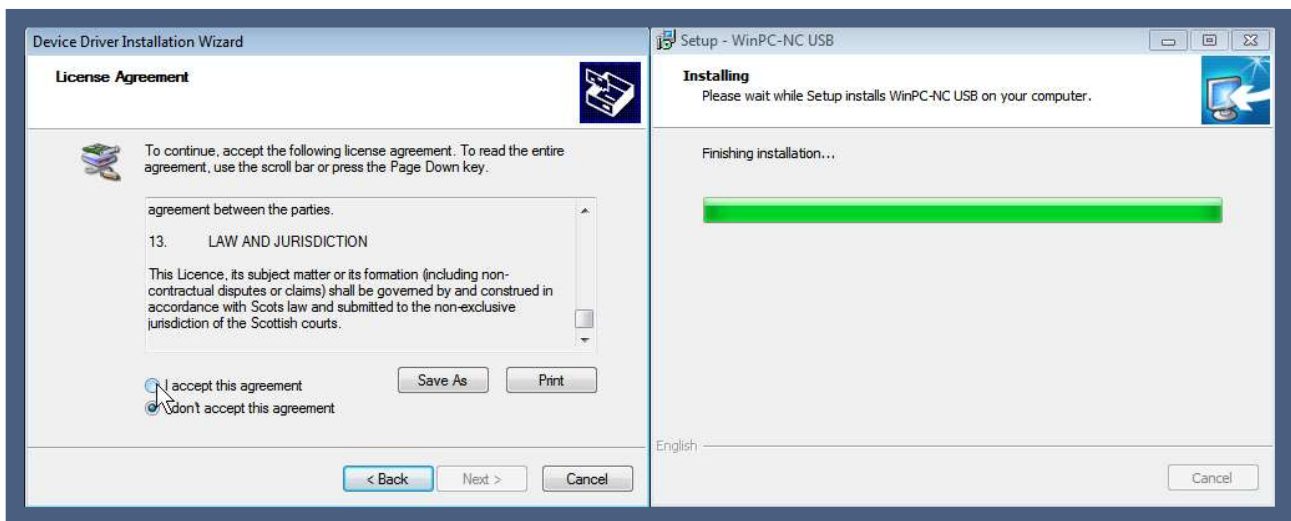 Device Driver Installation Wizard
License Agreement
To continue, accept the following license agreement. To read the entire
agreement, use the scroll bar or press the Page Down key.
agreement between the parties.
13. LAW AND JURISDICTION
This Licence, its subject matter or its formation (including non-
contractual disputes or claims) shall be governed by and construed in
accordance with Scots law and submitted to the non-exclusive
jurisdiction of the Scottish courts.
I accept this agreement
Save As
Print
I don't accept this agreement
< Back
Next >
Cancel
Setup - WinPC-NC USB
Installing
Please wait while Setup installs WinPC-NC USB on your computer.
Finishing installation...
English
Cancel